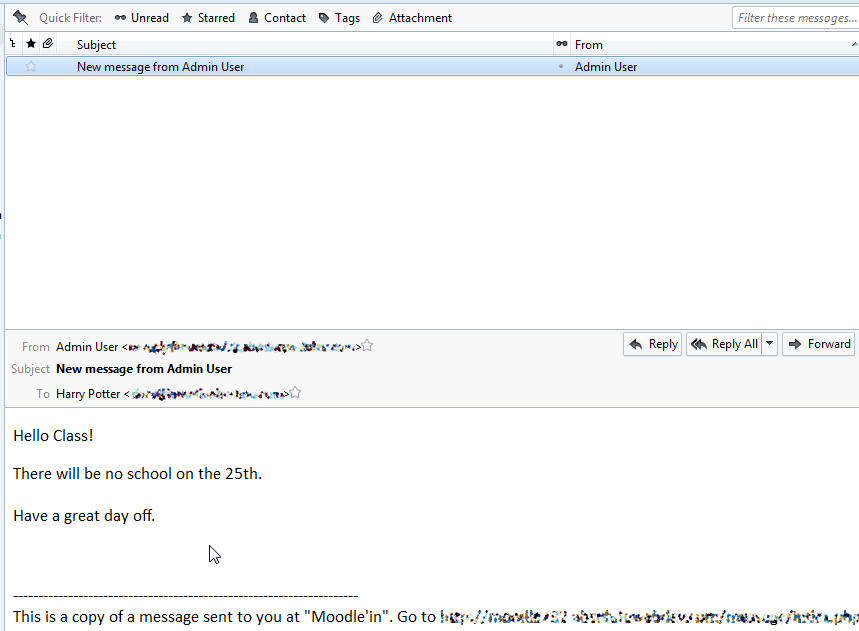 Quick Filter: Unread Starred Contact Tags Attachment Filter these messages...
Subject From
New message from Admin User Admin User
From Admin User < > Reply Reply All Forward
Subject New message from Admin User
To Harry Potter < >
Hello Class!
There will be no school on the 25th.
Have a great day off.
---------------------------------------------------------------------
This is a copy of a message sent to you at "Moodle'in". Go to